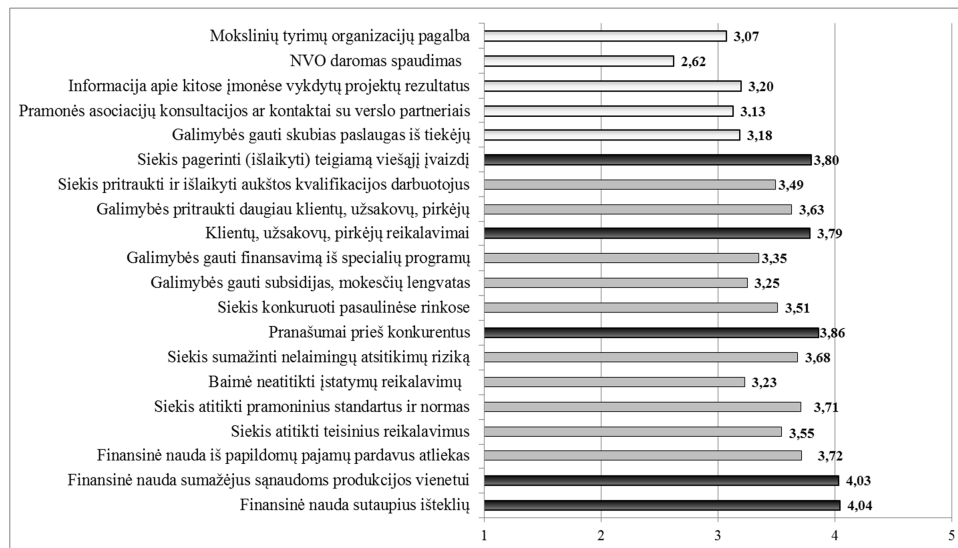 Mokslinių tyrimų organizacijų pagalba 3,07
NVO daromas spaudimas 2,62
Informacija apie kitose įmonėse vykdytų projektų rezultatus 3,20
Pramonės asociacijų konsultacijos ar kontaktai su verslo partneriais 3,13
Galimybės gauti skubias paslaugas iš tiekėjų 3,18
Siekis pagerinti (išlaikyti) teigiamą viešąjį įvaizdį 3,80
Siekis pritraukti ir išlaikyti aukštos kvalifikacijos darbuotojus 3,49
Galimybės pritraukti daugiau klientų, užsakovų, pirkėjų 3,63
Klientų, užsakovų, pirkėjų reikalavimai 3,79
Galimybės gauti finansavimą iš specialių programų 3,35
Galimybės gauti subsidijas, mokesčių lengvatas 3,25
Siekis konkuruoti pasaulinėse rinkose 3,51
Pranašumai prieš konkurentus 3,86
Siekis sumažinti nelaimingų atsitikimų riziką 3,68
Baimė neatitikti įstatymų reikalavimų 3,23
Siekis atitikti pramoninius standartus ir normas 3,71
Siekis atitikti teisinius reikalavimus 3,55
Finansinė nauda iš papildomų pajamų pardavus atliekas 3,72
Finansinė nauda sumažėjus sąnaudoms produkcijos vienetui 4,03
Finansinė nauda sutaupius išteklių 4,04
1 2 3 4 5